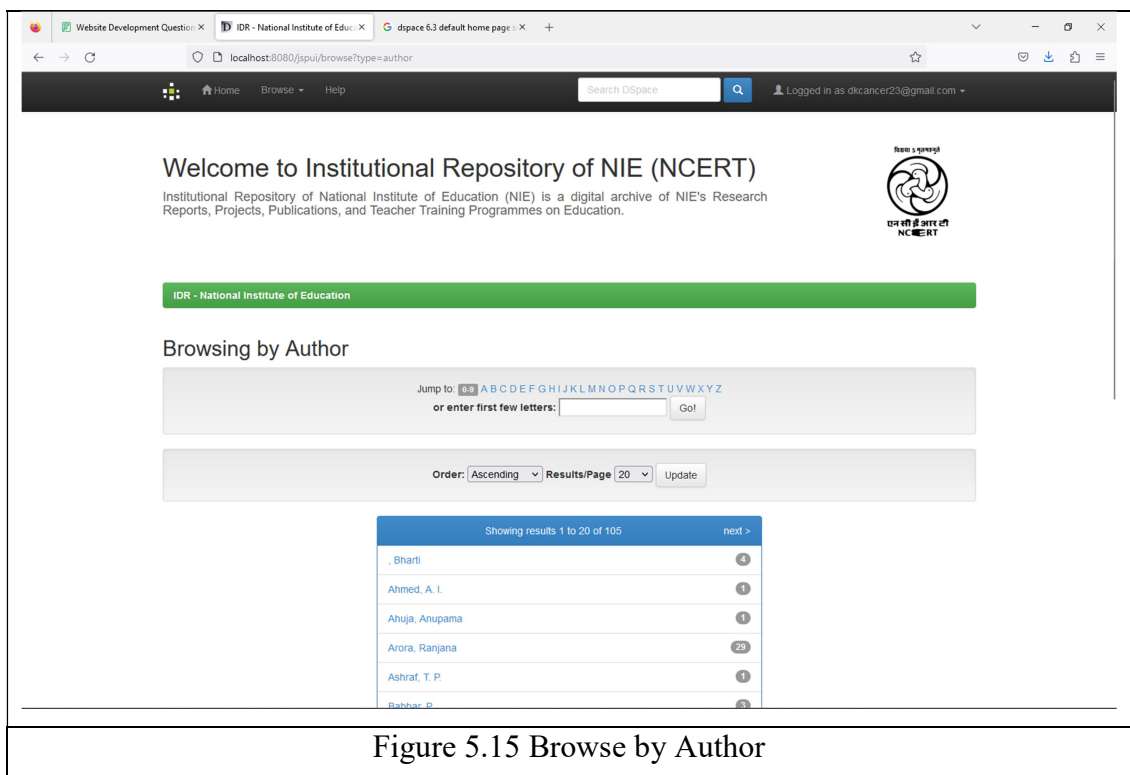 Website Development Question
IDR - National Institute of Educa
dspace 6.3 default home page s
localhost:8080/jspui/browse?type=author
Home Browse Help
Search DSpace
Logged in as dkcancer23@gmail.com
Welcome to Institutional Repository of NIE (NCERT)
Institutional Repository of National Institute of Education (NIE) is a digital archive of NIE's Research
Reports, Projects, Publications, and Teacher Training Programmes on Education.
एन सी ई आर टी
NCERT
IDR - National Institute of Education
Browsing by Author
Jump to: 0-9 A B C D E F G H I J K L M N O P Q R S T U V W X Y Z
or enter first few letters: Go!
Order: Ascending Results/Page 20 Update
Showing results 1 to 20 of 105 next >
, Bharti 4
Ahmed, A. I. 1
Ahuja, Anupama 1
Arora, Ranjana 29
Ashraf, T. P. 1
Babbar, P. 3
Figure 5.15 Browse by Author